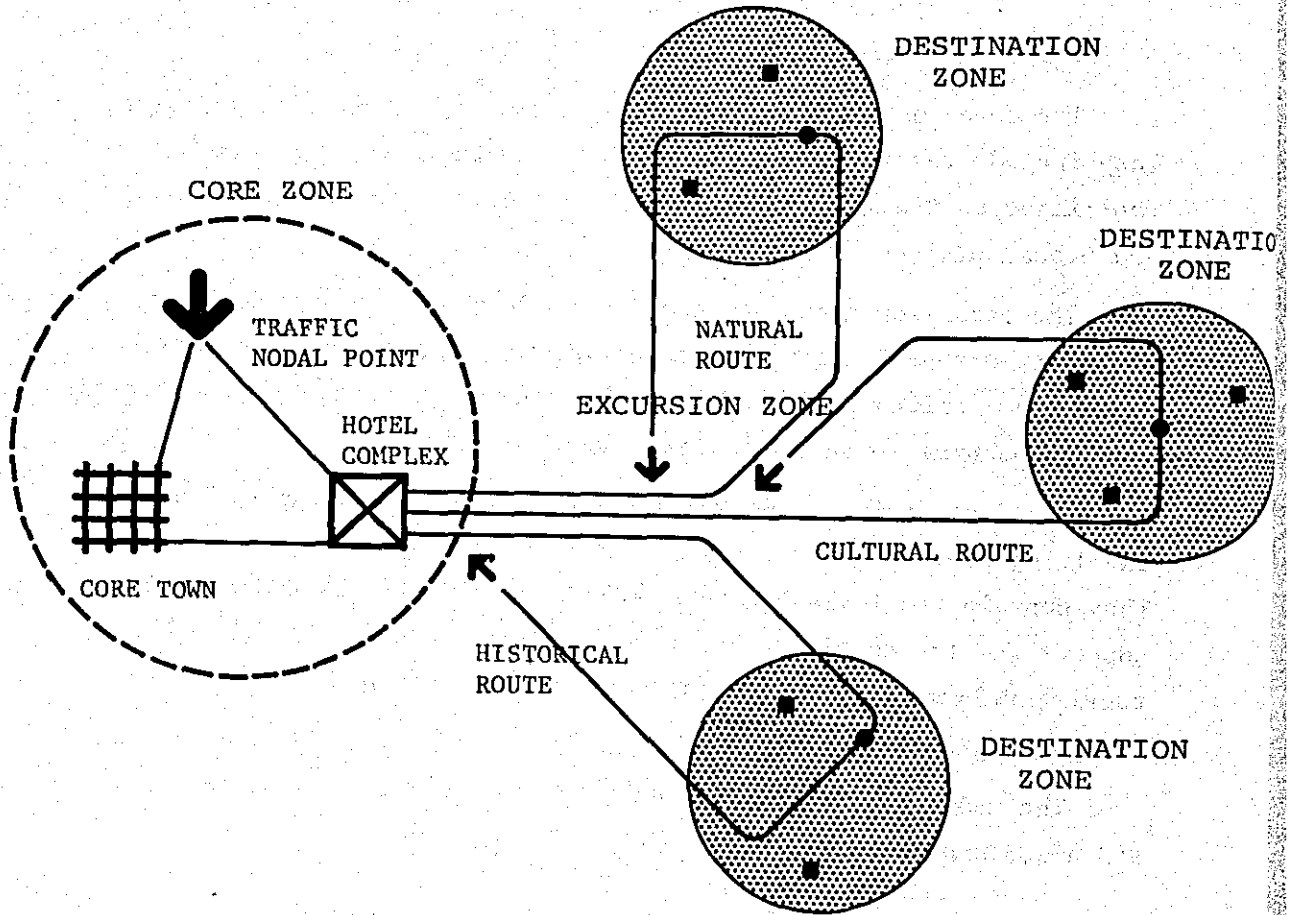 DESTINATION
ZONE
CORE ZONE
DESTINATIO
ZONE
TRAFFIC
NODAL POINT
NATURAL
ROUTE
EXCURSION ZONE
HOTEL
COMPLEX
CULTURAL ROUTE
CORE TOWN
HISTORICAL
ROUTE
DESTINATION
ZONE